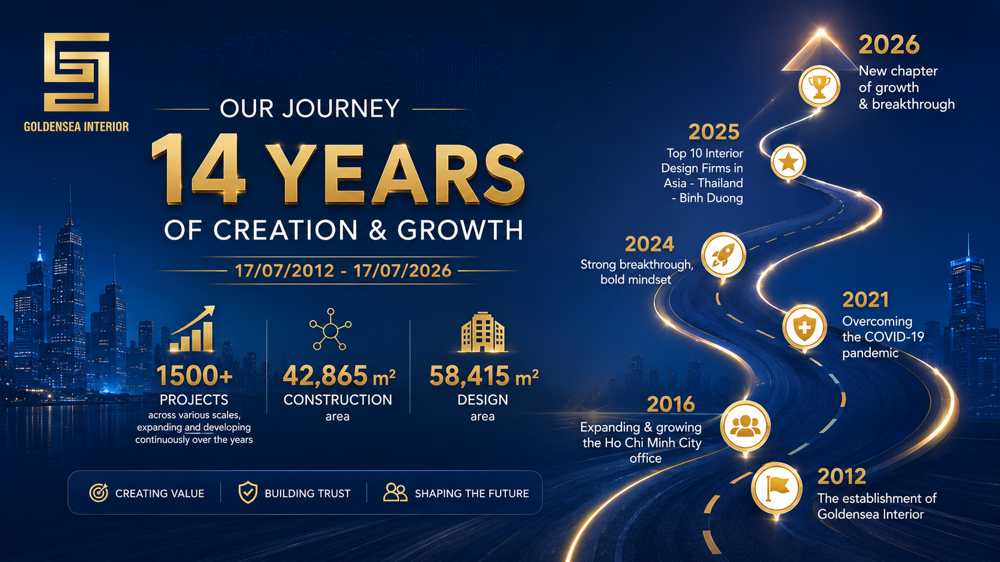 GOLDENSEA INTERIOR
OUR JOURNEY
14 YEARS
OF CREATION & GROWTH
17/07/2012 - 17/07/2026
1500+
PROJECTS
across various scales,
expanding and developing
continuously over the years
42,865 m²
CONSTRUCTION
area
58,415 m²
DESIGN
area
CREATING VALUE
BUILDING TRUST
SHAPING THE FUTURE
2026
New chapter
of growth
& breakthrough
2025
Top 10 Interior
Design Firms in
Asia - Thailand
- Binh Duong
2024
Strong breakthrough,
bold mindset
2021
Overcoming
the COVID-19
pandemic
2016
Expanding & growing
the Ho Chi Minh City
office
2012
The establishment of
Goldensea Interior